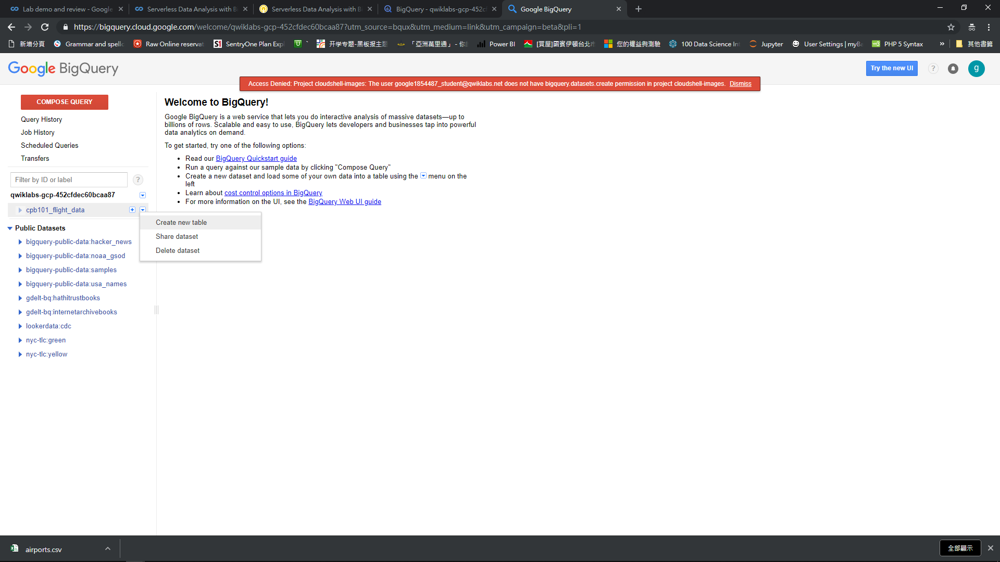 Lab demo and review - Google
Serverless Data Analysis with B
Serverless Data Analysis with B
BigQuery - qwiklabs-gcp-452cf
Google BigQuery
https://bigquery.cloud.google.com/welcome/qwiklabs-gcp-452cfdec60bcaa87?utm_source=bqux&utm_medium=link&utm_campaign=beta&pli=1
新增分頁
Grammar and spell
Raw Online reservat
SentryOne Plan Expl
开学专题-黑板报主题
「亞洲萬里通」 - 你
Power BI
[買屋]國賓伊頓台北市
您的權益與測驗
100 Data Science In
Jupyter
User Settings | myBa
PHP 5 Syntax
»
其他書籤
Google BigQuery
Try the new UI
?
g
Access Denied: Project cloudshell-images: The user google1854487_student@qwiklabs.net does not have bigquery.datasets.create permission in project cloudshell-images. Dismiss
COMPOSE QUERY
Query History
Job History
Scheduled Queries
Transfers
Filter by ID or label
?
qwiklabs-gcp-452cfdec60bcaa87
cpb101_flight_data
Create new table
Share dataset
Delete dataset
Public Datasets
bigquery-public-data:hacker_news
bigquery-public-data:noaa_gsod
bigquery-public-data:samples
bigquery-public-data:usa_names
gdelt-bq:hathitrustbooks
gdelt-bq:internetarchivebooks
lookerdata:cdc
nyc-tlc:green
nyc-tlc:yellow
Welcome to BigQuery!
Google BigQuery is a web service that lets you do interactive analysis of massive datasets—up to
billions of rows. Scalable and easy to use, BigQuery lets developers and businesses tap into powerful
data analytics on demand.
To get started, try one of the following options:
• Read our BigQuery Quickstart guide
• Run a query against our sample data by clicking "Compose Query"
• Create a new dataset and load some of your own data into a table using the menu on the
left
• Learn about cost control options in BigQuery
• For more information on the UI, see the BigQuery Web UI guide
airports.csv
全部顯示